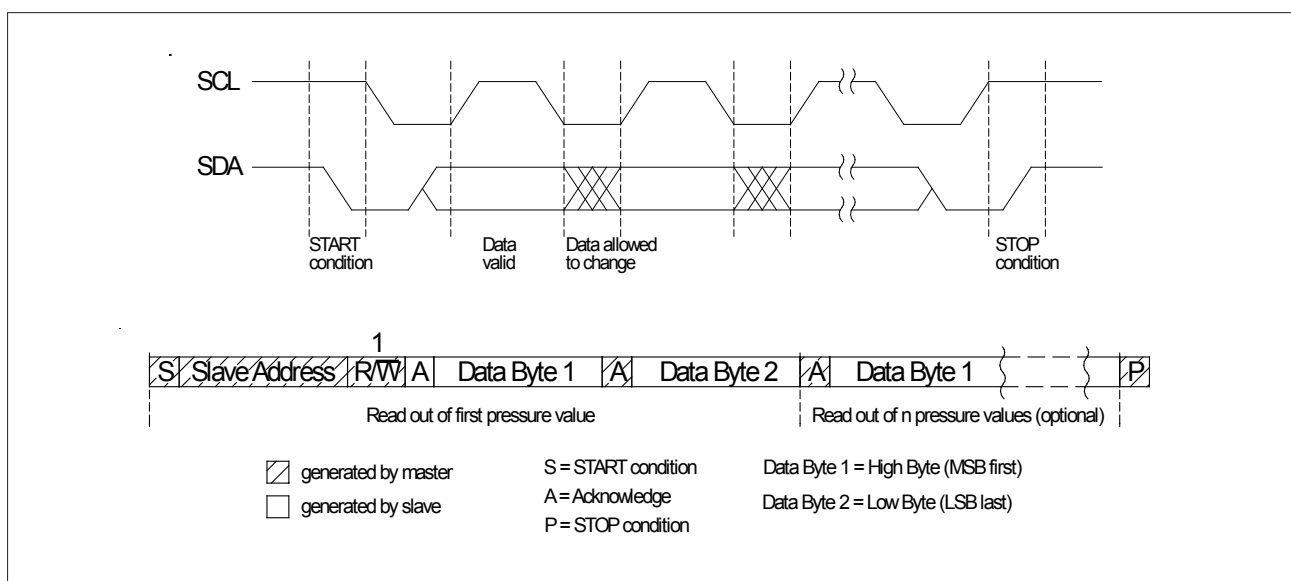 SCL
SDA
START
condition
Data
valid
Data allowed
to change
STOP
condition
1
S Slave Address R/W̅ A Data Byte 1 A Data Byte 2 A Data Byte 1 P
Read out of first pressure value
Read out of n pressure values (optional)
generated by master
generated by slave
S = START condition
A = Acknowledge
P = STOP condition
Data Byte 1 = High Byte (MSB first)
Data Byte 2 = Low Byte (LSB last)